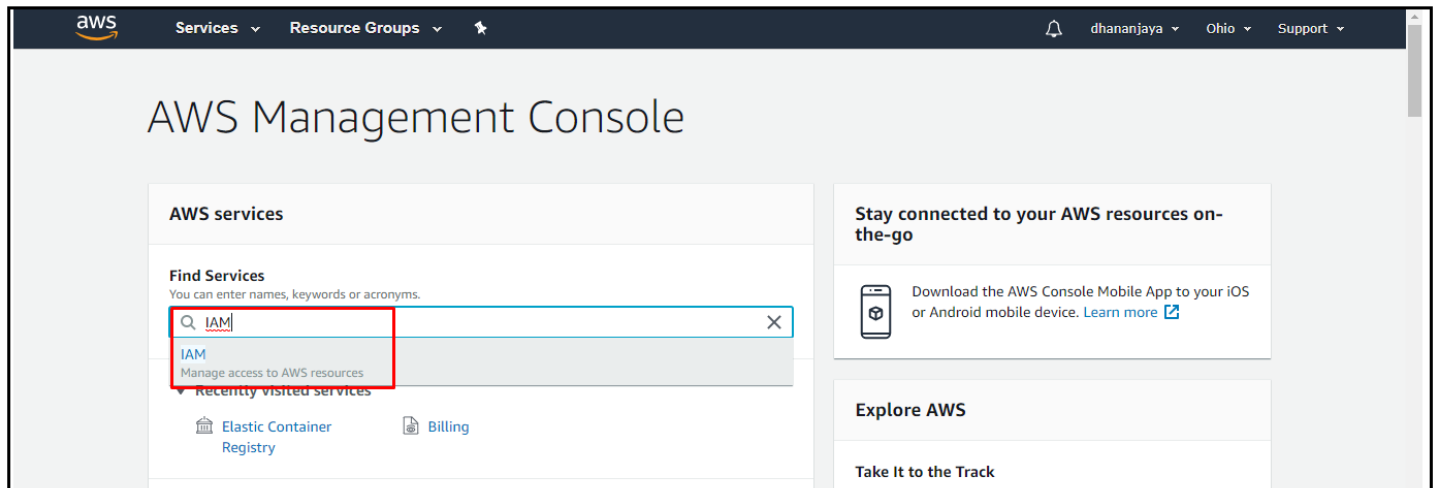 aws Services Resource Groups dhananjaya Ohio Support
AWS Management Console
AWS services
Find Services
You can enter names, keywords or acronyms.
IAM
IAM
Manage access to AWS resources
Recently visited services
Elastic Container Registry
Billing
Stay connected to your AWS resources on-
the-go
Download the AWS Console Mobile App to your iOS
or Android mobile device. Learn more
Explore AWS
Take It to the Track